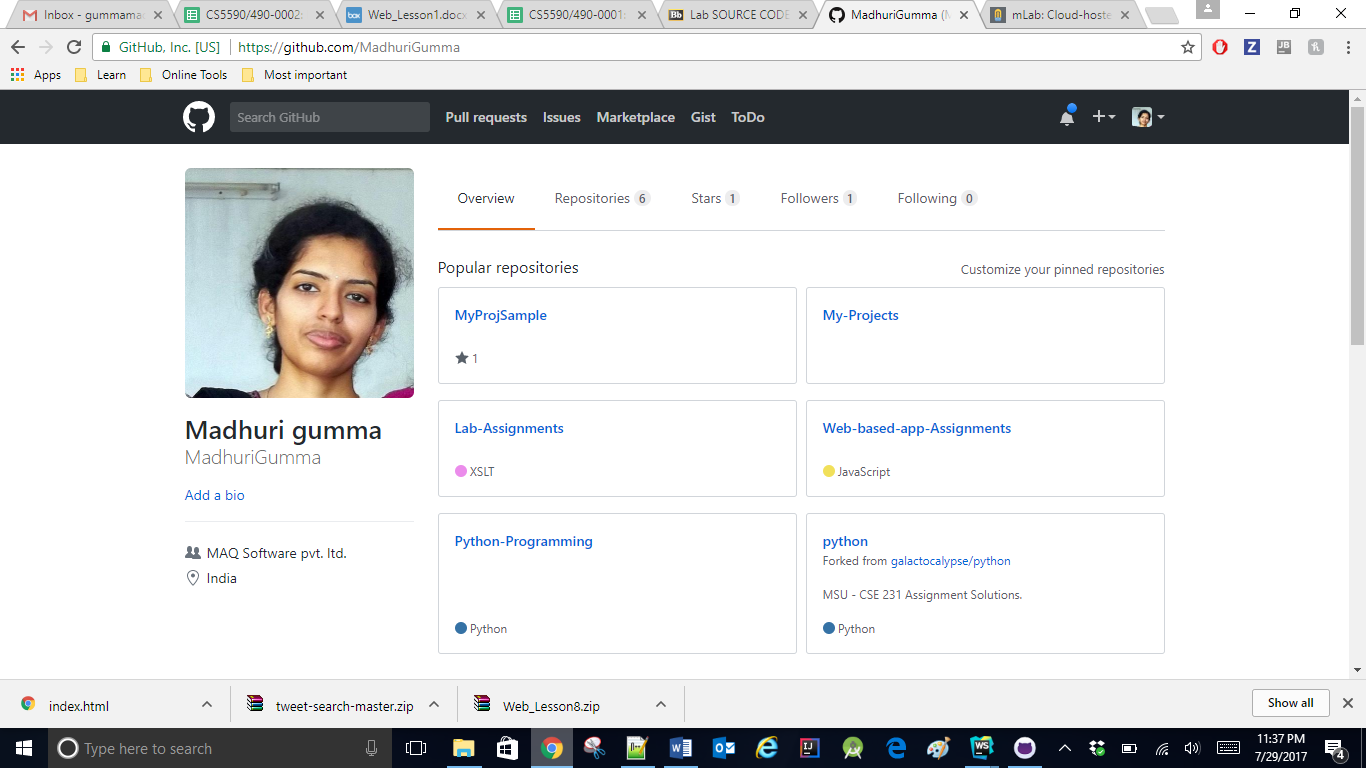 Inbox - gummama
CS5590/490-0002:
Web_Lesson1.docx
CS5590/490-0001:
Bb Lab SOURCE CODE
MadhuriGumma (M
mLab: Cloud-hoste
GitHub, Inc. [US] https://github.com/MadhuriGumma
Z
JB
Apps Learn Online Tools Most important
Search GitHub Pull requests Issues Marketplace Gist ToDo
Overview Repositories 6 Stars 1 Followers 1 Following 0
Popular repositories Customize your pinned repositories
MyProjSample
1
My-Projects
Lab-Assignments
XSLT
Web-based-app-Assignments
JavaScript
Python-Programming
Python
python
Forked from galactocalypse/python
MSU - CSE 231 Assignment Solutions.
Python
Madhuri gumma
MadhuriGumma
Add a bio
MAQ Software pvt. ltd.
India
index.html
tweet-search-master.zip
Web_Lesson8.zip
Show all
Type here to search
11:37 PM
7/29/2017
4